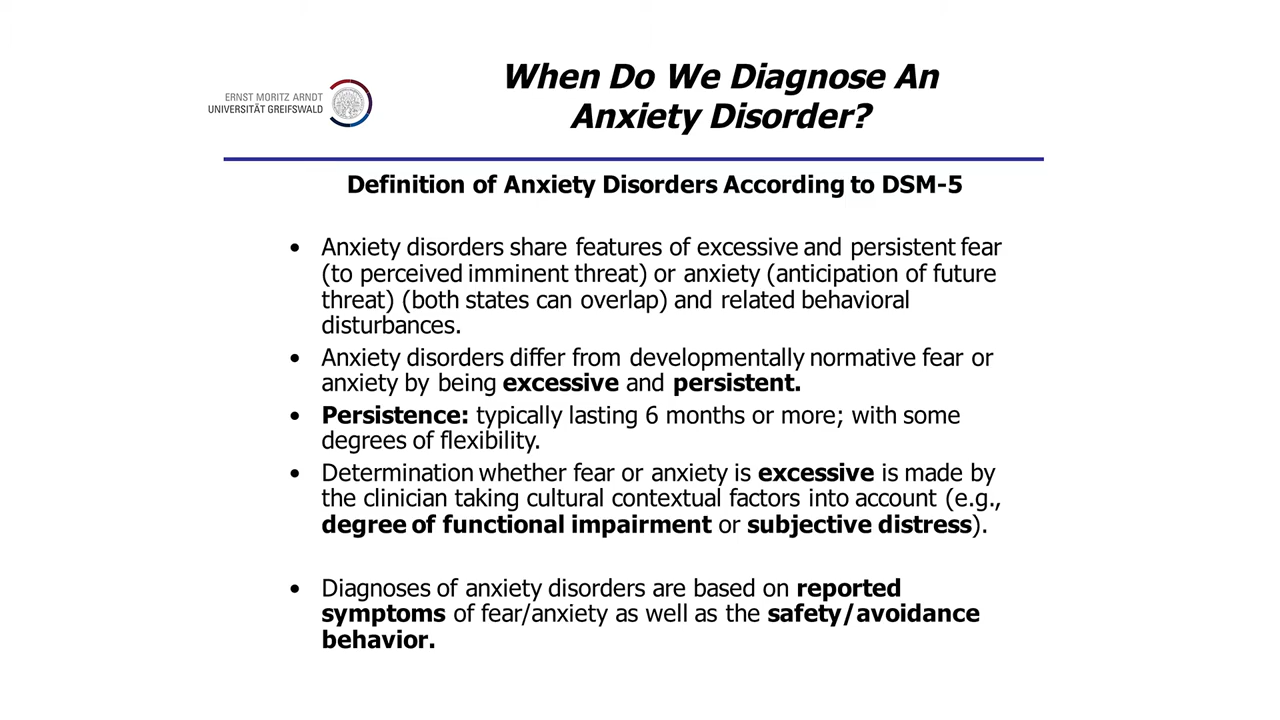 ERNST MORITZ ARNDT
UNIVERSITÄT GREIFSWALD
When Do We Diagnose An
Anxiety Disorder?
Definition of Anxiety Disorders According to DSM-5
• Anxiety disorders share features of excessive and persistent fear
(to perceived imminent threat) or anxiety (anticipation of future
threat) (both states can overlap) and related behavioral
disturbances.
• Anxiety disorders differ from developmentally normative fear or
anxiety by being excessive and persistent.
• Persistence: typically lasting 6 months or more; with some
degrees of flexibility.
• Determination whether fear or anxiety is excessive is made by
the clinician taking cultural contextual factors into account (e.g.,
degree of functional impairment or subjective distress).
• Diagnoses of anxiety disorders are based on reported
symptoms of fear/anxiety as well as the safety/avoidance
behavior.